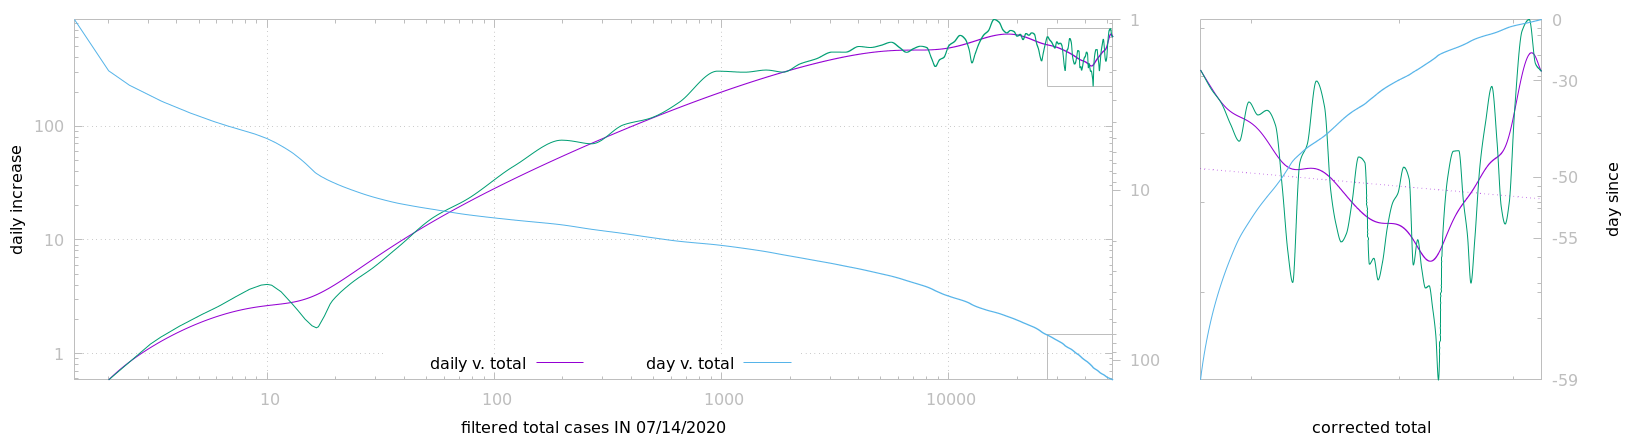 daily increase
100
10
1
daily v. total
day v. total
10
100
1000
10000
filtered total cases IN 07/14/2020
1
10
100
0
-30
-50
-55
-59
day since
corrected total